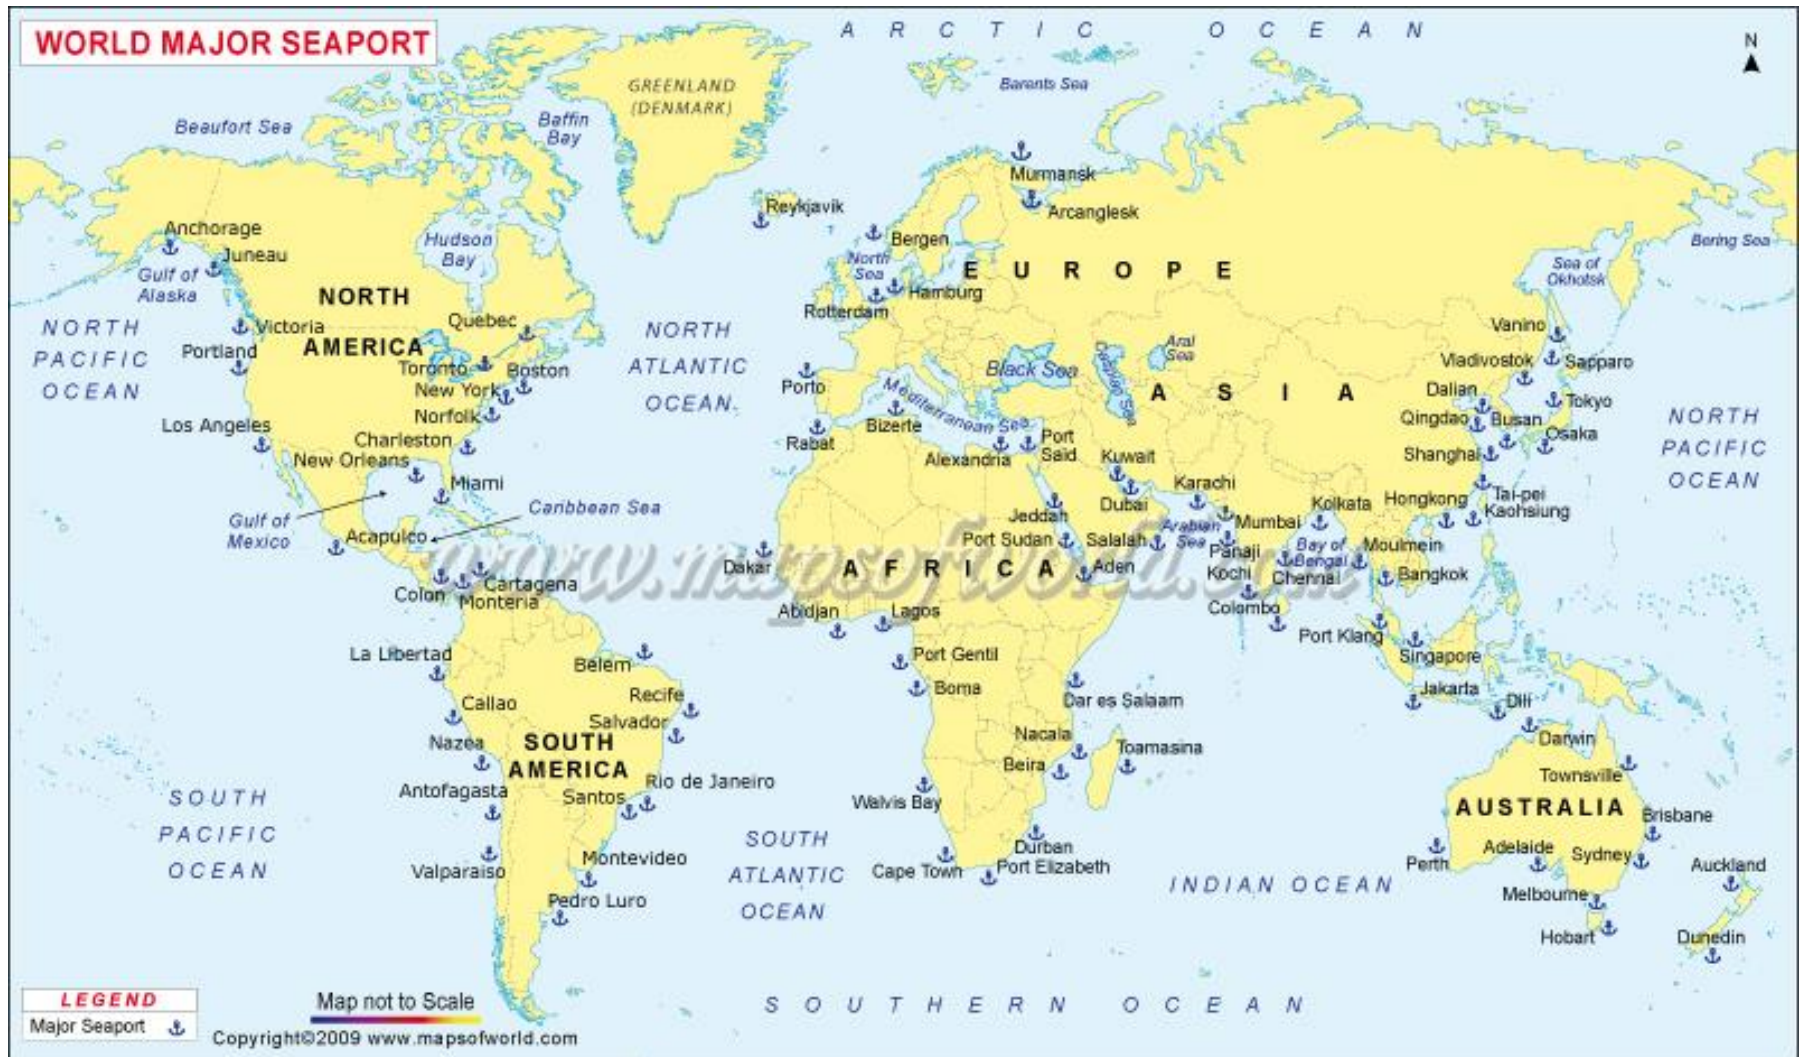 WORLD MAJOR SEAPORT
ARCTIC OCEAN
N
GREENLAND
(DENMARK)
Barents Sea
Beaufort Sea
Baffin
Bay
Murmansk
Arcanglesk
Reykjavik
Anchorage
Juneau
Gulf of
Alaska
Hudson
Bay
Bergen
North
Sea
Hamburg
Rotterdam
EUROPE
Bering Sea
Sea of
Okhotsk
NORTH
AMERICA
NORTH
PACIFIC
OCEAN
Victoria
Portland
Quebec
Toronto
Boston
New York
Norfolk
Los Angeles
Charleston
New Orleans
Miami
Gulf of
Mexico
Caribbean Sea
Acapulco
NORTH
ATLANTIC
OCEAN
Porto
Rabat
Bizerte
Mediterranean Sea
Black Sea
Caspian Sea
Aral
Sea
ASIA
Alexandria
Port
Said
Kuwait
Dubai
Karachi
Jeddah
Port Sudan
Salalah
Arabian
Sea
Aden
Mumbai
Panaji
Kochi
Kolkata
Bay of
Bengal
Chennai
Colombo
Moulmein
Bangkok
Hongkong
Tai-pei
Kaohsiung
Vanino
Vladivostok
Sapparo
Dalian
Tokyo
Qingdao
Busan
Osaka
Shanghai
NORTH
PACIFIC
OCEAN
www.mapsofworld.com
Dakar
AFRICA
Abidjan
Lagos
Port Gentil
Boma
Dar es Salaam
Nacala
Beira
Toamasina
Walvis Bay
Durban
Cape Town
Port Elizabeth
Colon
Cartagena
Monteria
La Libertad
Belem
Recife
Callao
Salvador
Nazea
SOUTH
AMERICA
Rio de Janeiro
Antofagasta
Santos
Montevideo
Valparaiso
Pedro Luro
SOUTH
PACIFIC
OCEAN
SOUTH
ATLANTIC
OCEAN
INDIAN OCEAN
Port Klang
Singapore
Jakarta
Dili
Darwin
Townsville
AUSTRALIA
Brisbane
Perth
Adelaide
Sydney
Auckland
Melbourne
Hobart
Dunedin
SOUTHERN OCEAN
LEGEND
Major Seaport
Map not to Scale
Copyright©2009 www.mapsofworld.com